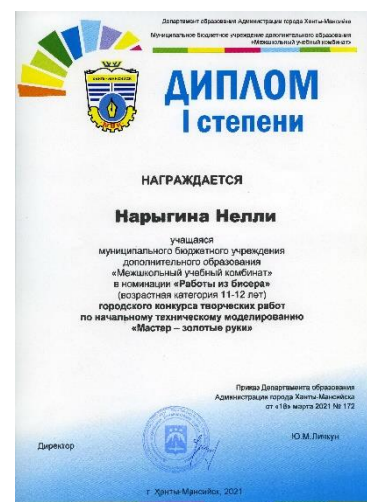 Департамент образования Администрации города Ханты-Мансийска
Муниципальное бюджетное учреждение дополнительного образования
«Межшкольный учебный комбинат»
ХАНТЫ-МАНСИЙСК
ДИПЛОМ
I степени
НАГРАЖДАЕТСЯ
Нарыгина Нелли
учащаяся
муниципального бюджетного учреждения
дополнительного образования
«Межшкольный учебный комбинат»
в номинации «Работы из бисера»
(возрастная категория 11-12 лет)
городского конкурса творческих работ
по начальному техническому моделированию
«Мастер – золотые руки»
Приказ Департамента образования
Администрации города Ханты-Мансийска
от «18» марта 2021 № 172
Директор
Ю.М.Личкун
г. Ханты-Мансийск, 2021